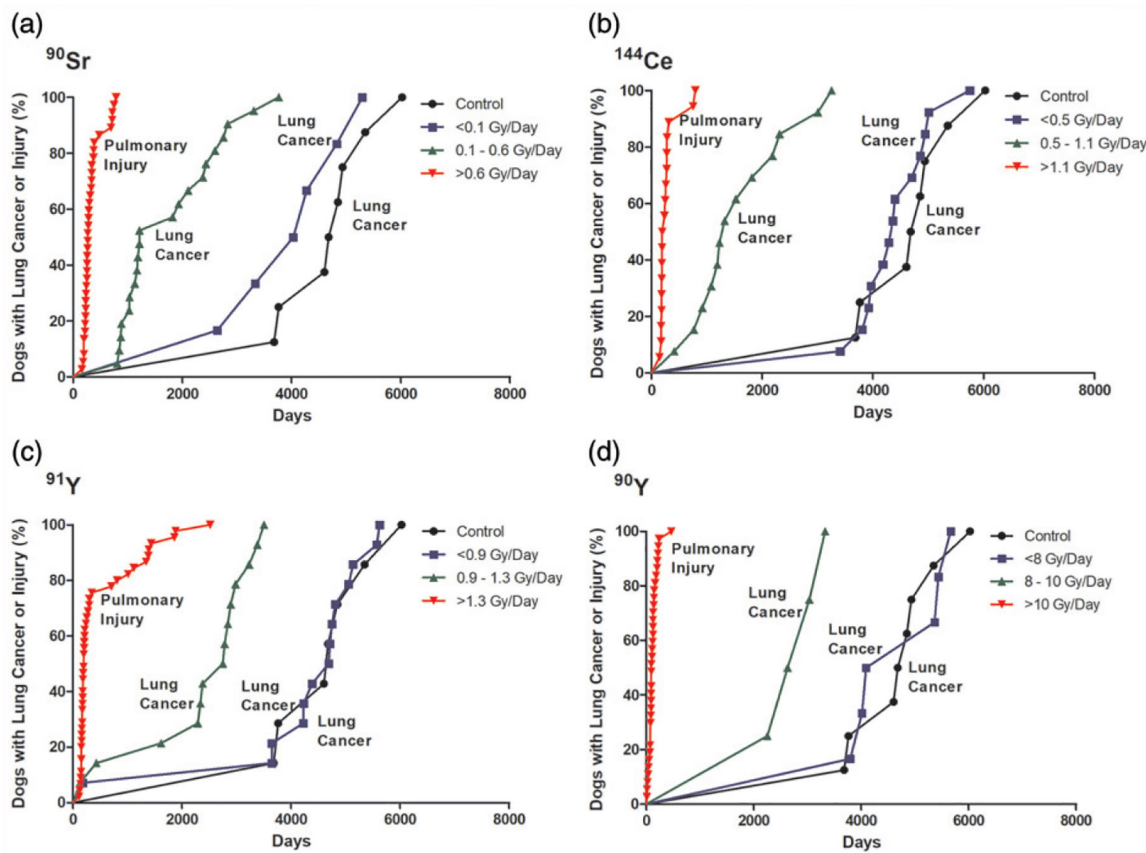 (a)
⁹⁰Sr
Dogs with Lung Cancer or Injury (%)
100
80
60
40
20
0
Pulmonary
Injury
Lung
Cancer
Lung
Cancer
Lung
Cancer
Control
<0.1 Gy/Day
0.1 - 0.6 Gy/Day
>0.6 Gy/Day
0 2000 4000 6000 8000
Days
(b)
¹⁴⁴Ce
Dogs with Lung Cancer or Injury (%)
100
80
60
40
20
0
Pulmonary
Injury
Lung
Cancer
Lung
Cancer
Lung
Cancer
Control
<0.5 Gy/Day
0.5 - 1.1 Gy/Day
>1.1 Gy/Day
0 2000 4000 6000 8000
Days
(c)
⁹¹Y
Dogs with Lung Cancer or Injury (%)
100
80
60
40
20
0
Pulmonary
Injury
Lung
Cancer
Lung
Cancer
Lung
Cancer
Control
<0.9 Gy/Day
0.9 - 1.3 Gy/Day
>1.3 Gy/Day
0 2000 4000 6000 8000
Days
(d)
⁹⁰Y
Dogs with Lung Cancer or Injury (%)
100
80
60
40
20
0
Pulmonary
Injury
Lung
Cancer
Lung
Cancer
Lung
Cancer
Control
<8 Gy/Day
8 - 10 Gy/Day
>10 Gy/Day
0 2000 4000 6000 8000
Days